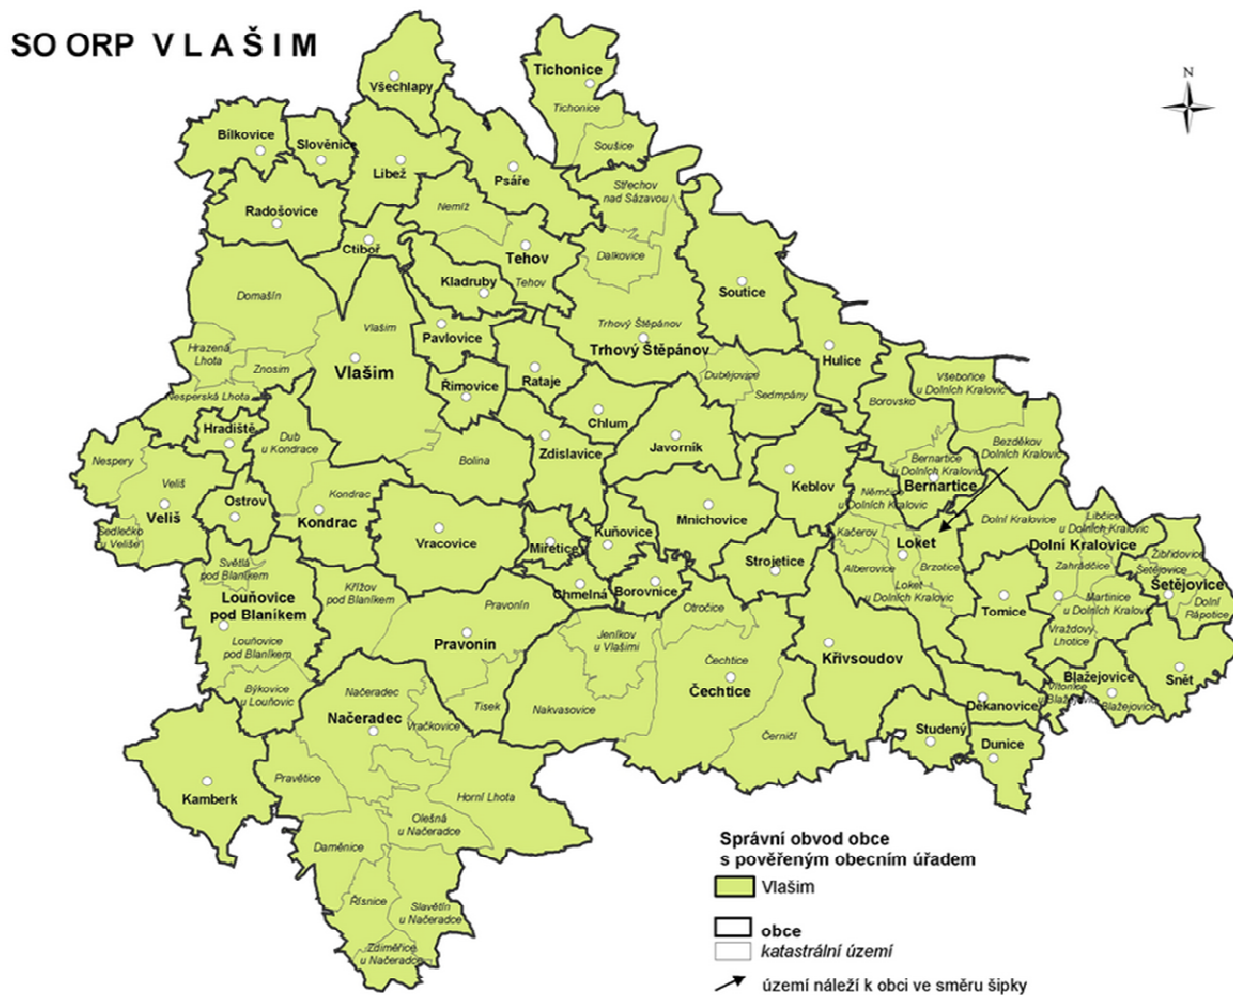 SO ORP VLAŠIM
N
Všechlapy
Tichonice
Tichonice
Soušice
Bílkovice
Slověnice
Libež
Psáře
Střechov
nad Sázavou
Nemíž
Radošovice
Ctiboř
Tehov
Tehov
Dalkovice
Kladruby
Soutice
Domašín
Vlašim
Pavlovice
Trhový Štěpánov
Trhový Štěpánov
Hulice
Hrazená
Lhota
Znosim
Vlašim
Rataje
Dubějovice
Sedmpány
Všebořice
u Dolních Kralovic
Borovsko
Nesperská Lhota
Římovice
Chlum
Hradiště
Dub
u Kondrace
Javorník
Bezděkov
u Dolních Kralovic
Nespery
Bolina
Zdislavice
Bernartice
u Dolních Kralovic
Bernartice
Veliš
Veliš
Ostrov
Kondrac
Kondrac
Keblov
Němčice
u Dolních Kralovic
Sedlečko
u Veliše
Vracovice
Miřetice
Kuňovice
Mnichovice
Kačerov
Loket
Dolní Kralovice
Libčice
u Dolních Kralovic
Dolní Kralovice
Světlá
pod Blaníkem
Strojetice
Alberovice
Brzotice
Zahrádčice
Žibřidovice
Šetějovice
Šetějovice
Louňovice
pod Blaníkem
Křížov
pod Blaníkem
Chmelná
Borovnice
Loket
u Dolních Kralovic
Tomice
Martinice
u Dolních Kralovic
Dolní
Rápotice
Pravonín
Otročice
Louňovice
pod Blaníkem
Pravonín
Jeníkov
u Vlašimi
Vraždovy
Lhotice
Křivsoudov
Čechtice
Čechtice
Býkovice
u Louňovic
Načeradec
Načeradec
Vračkovice
Tisek
Nakvasovice
Blažejovice
Vítonice
u Blažejovic
Blažejovice
Snět
Děkanovice
Studený
Dunice
Černičí
Kamberk
Pravětice
Horní Lhota
Olešná
u Načeradce
Daměnice
Řísnice
Slavětín
u Načeradce
Zdiměřice
u Načeradce
Správní obvod obce
s pověřeným obecním úřadem
Vlašim
obce
katastrální území
území náleží k obci ve směru šipky